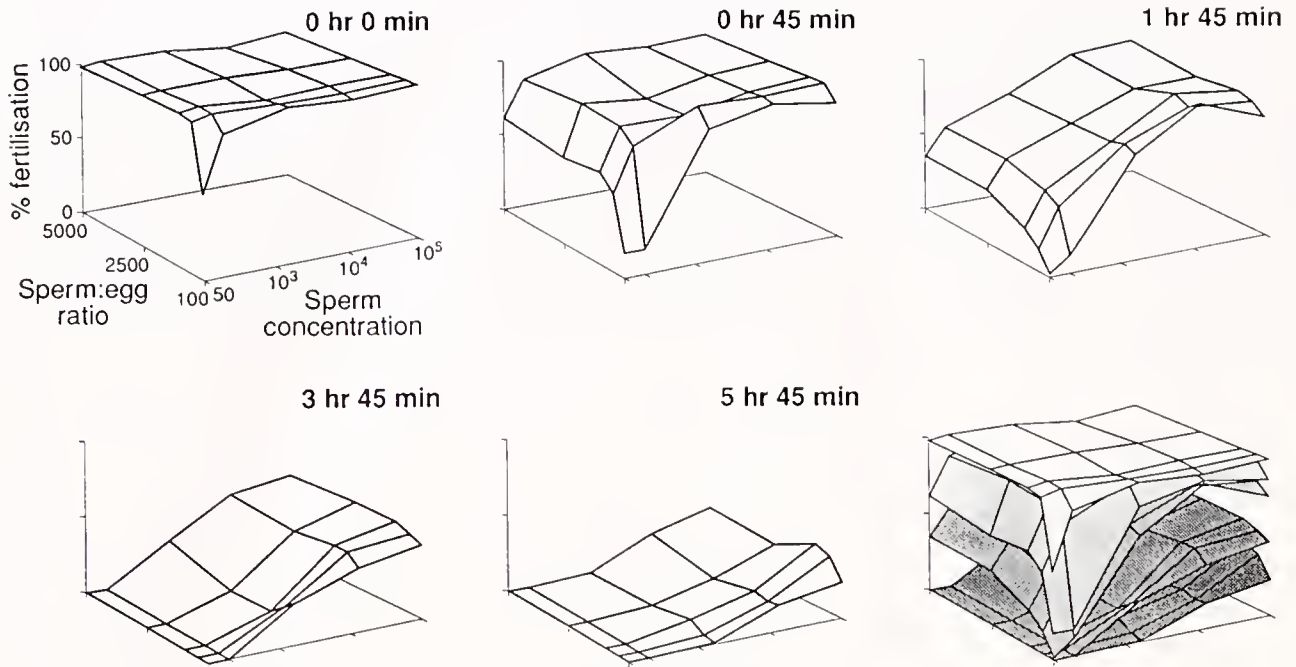 0 hr 0 min
0 hr 45 min
1 hr 45 min
% fertilisation
100
50
0
5000
2500
100
50
10³
10⁴
10ˢ
Sperm:egg
ratio
Sperm
concentration
3 hr 45 min
5 hr 45 min